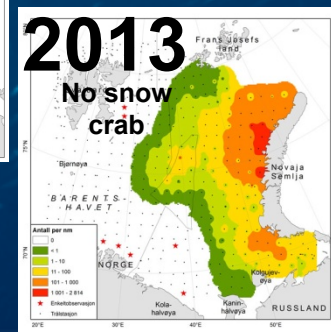 2013
No snow
crab
Frans Josefs
land
Bjørnøya
Novaja
Semlja
BARENTS-
HAVET
Antall per nm
0
< 1
1 - 10
11 - 100
101 - 1 000
1 001 - 2 814
Enkeltobservasjon
Trålstasjon
NORGE
Kola-
halvøya
Kolgujev-
øya
Kanin-
halvøya
RUSSLAND
75°N
70°N
20°E
30°E
40°E
50°E